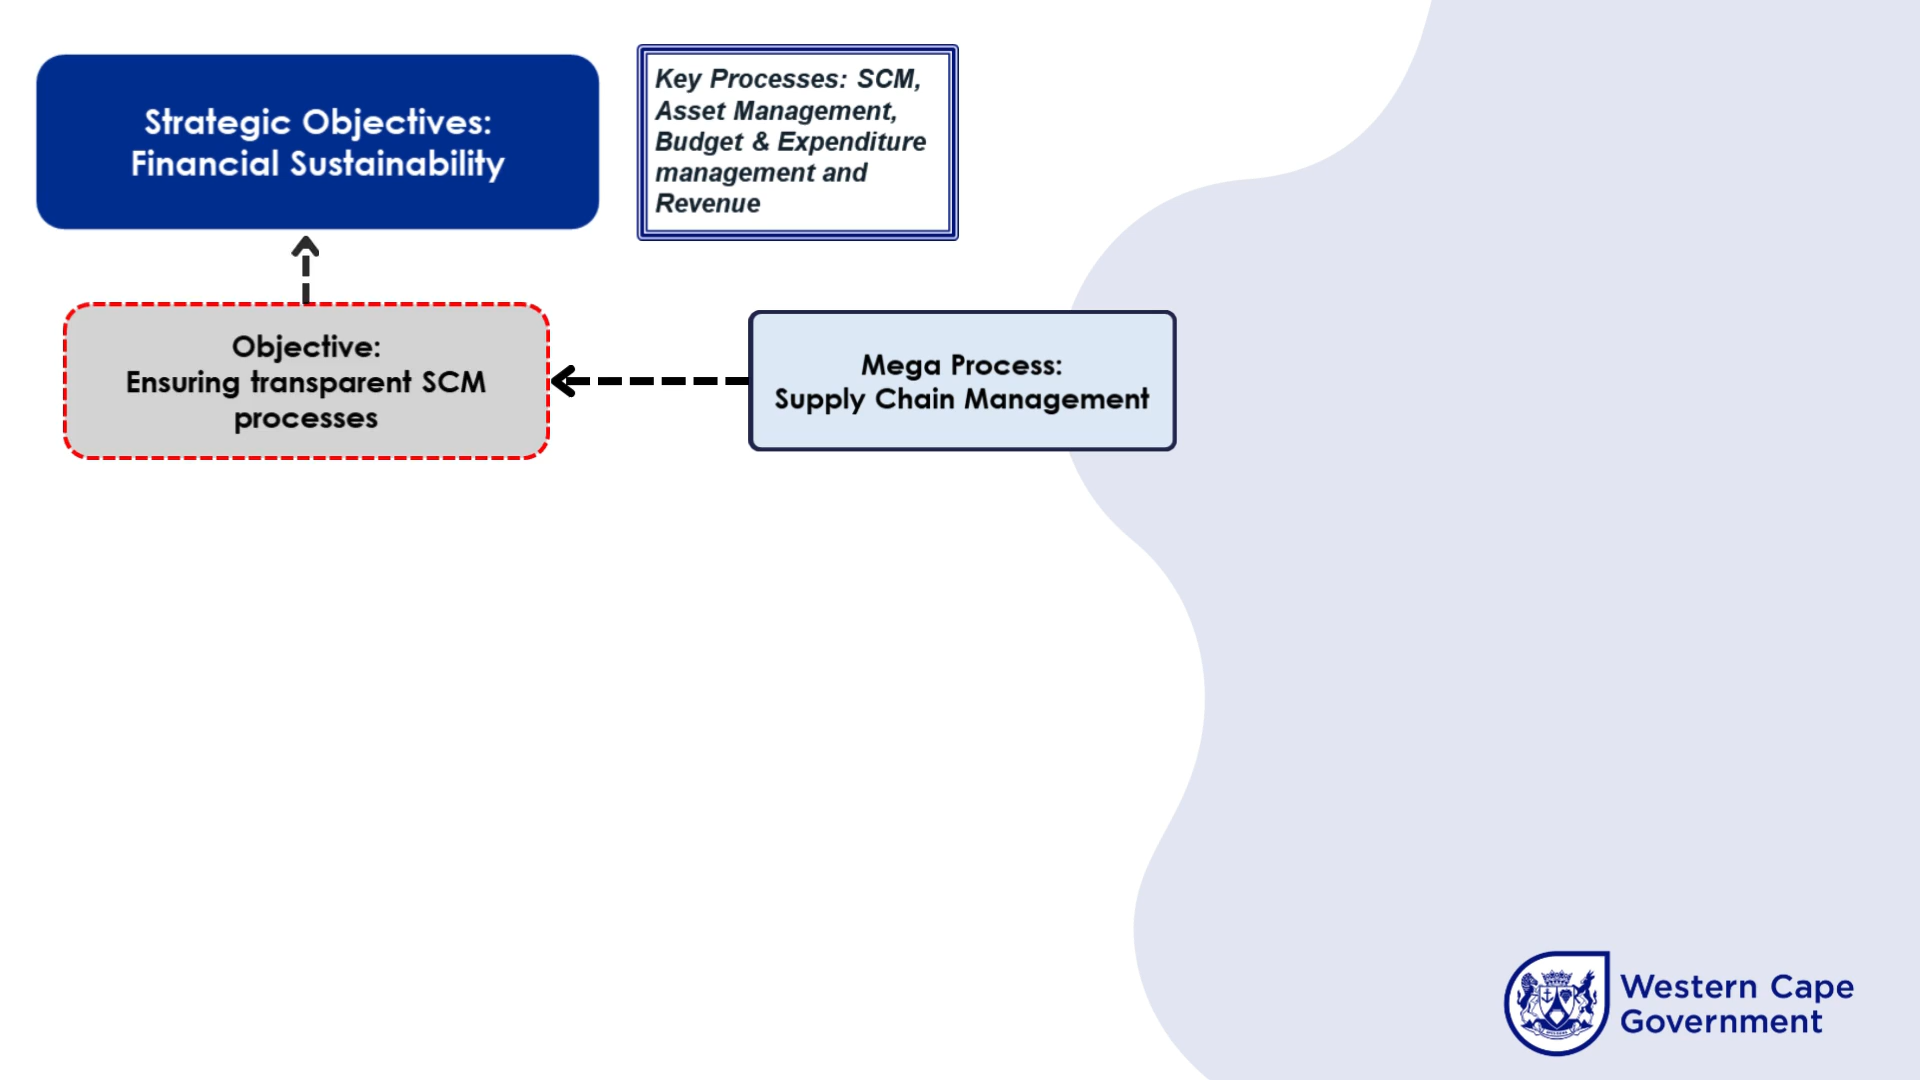 Strategic Objectives:
Financial Sustainability
Key Processes: SCM,
Asset Management,
Budget & Expenditure
management and
Revenue
Objective:
Ensuring transparent SCM
processes
Mega Process:
Supply Chain Management
Western Cape
Government